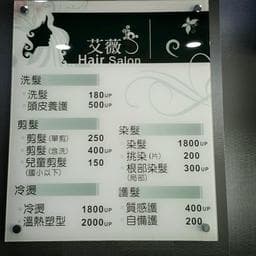 艾薇
Hair Salon
洗髮
洗髮 180UP
頭皮養護 500UP
剪髮
剪髮(單剪) 250
剪髮(含洗) 400UP
兒童剪髮 150
(國小以下)
冷燙
冷燙 1800UP
溫熱塑型 2000UP
染髮
染髮 1800UP
挑染(片) 200
根部染髮 300UP
(局部)
護髮
質感護 400UP
自備護 200